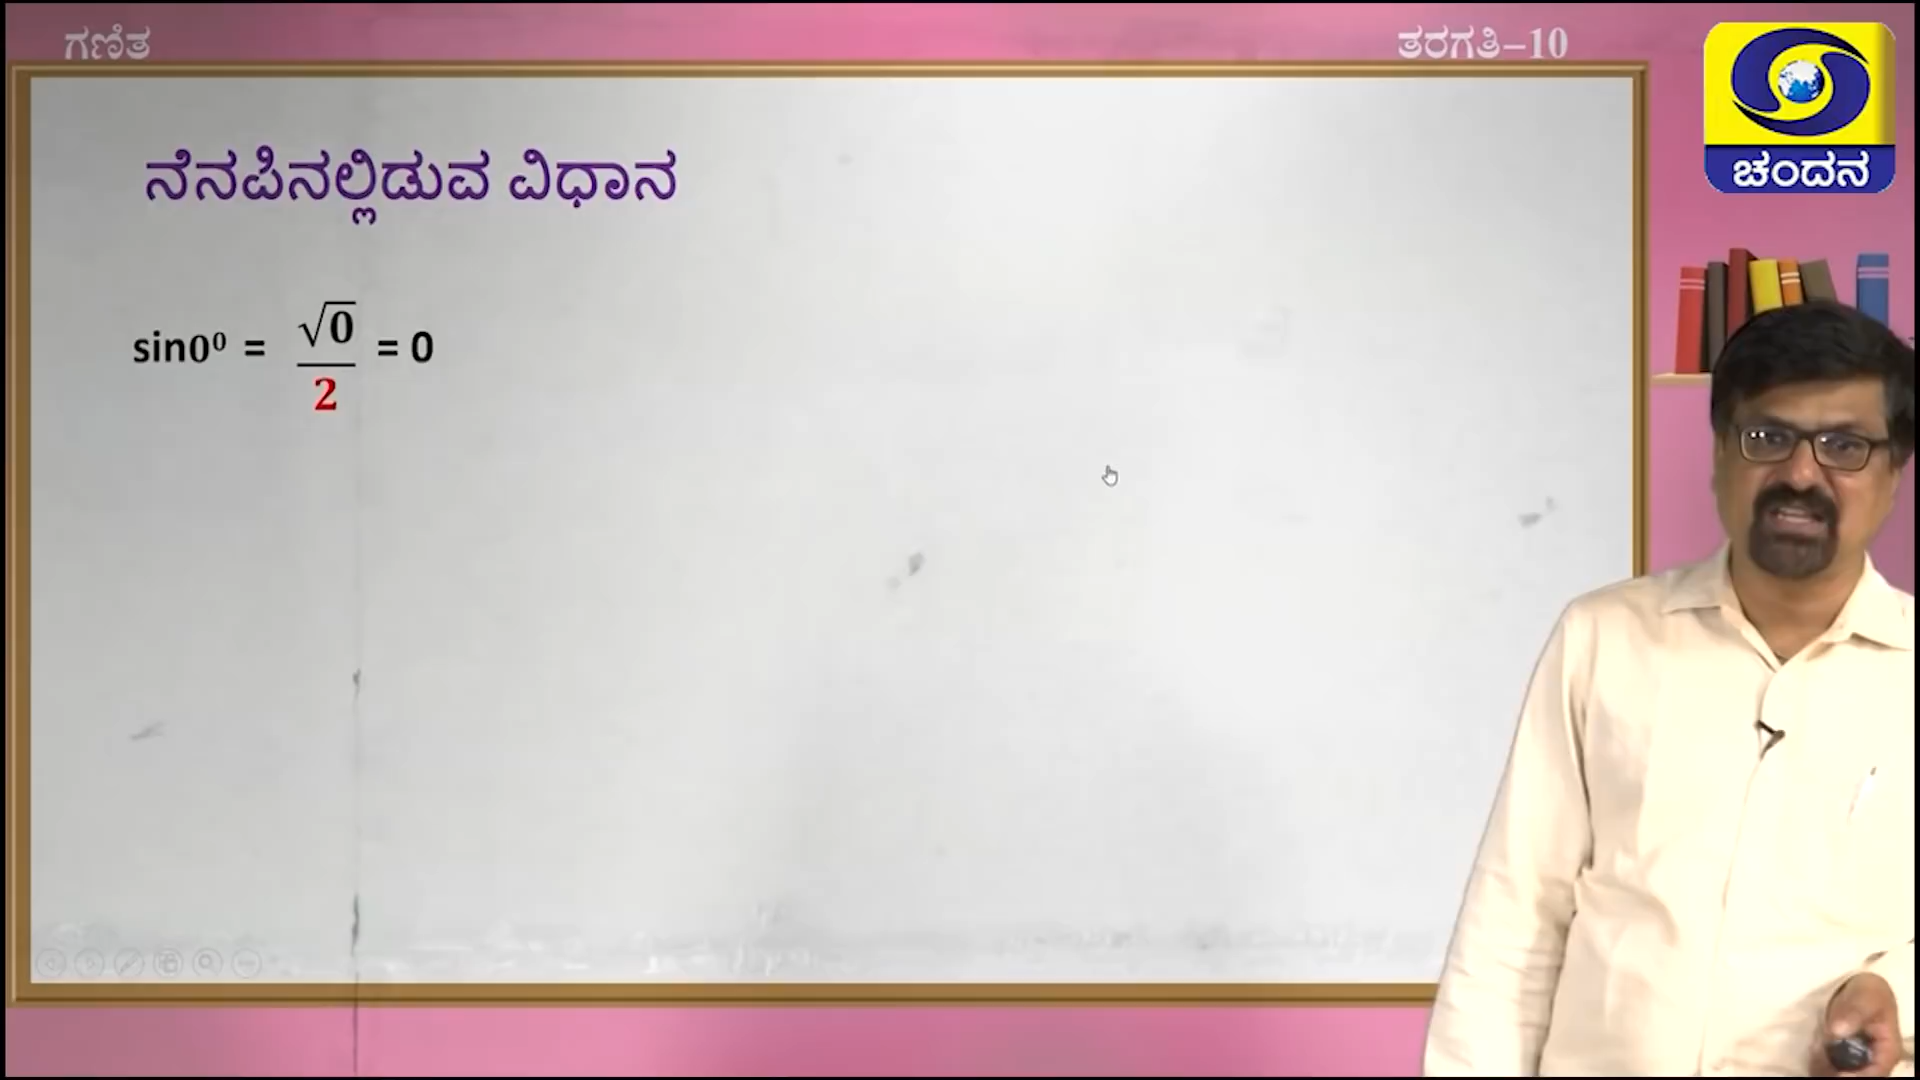 ಗಣಿತ
ತರಗತಿ-10
ಚಂದನ
ನೆನಪಿನಲ್ಲಿಡುವ ವಿಧಾನ
sin0⁰ = √0/2 = 0